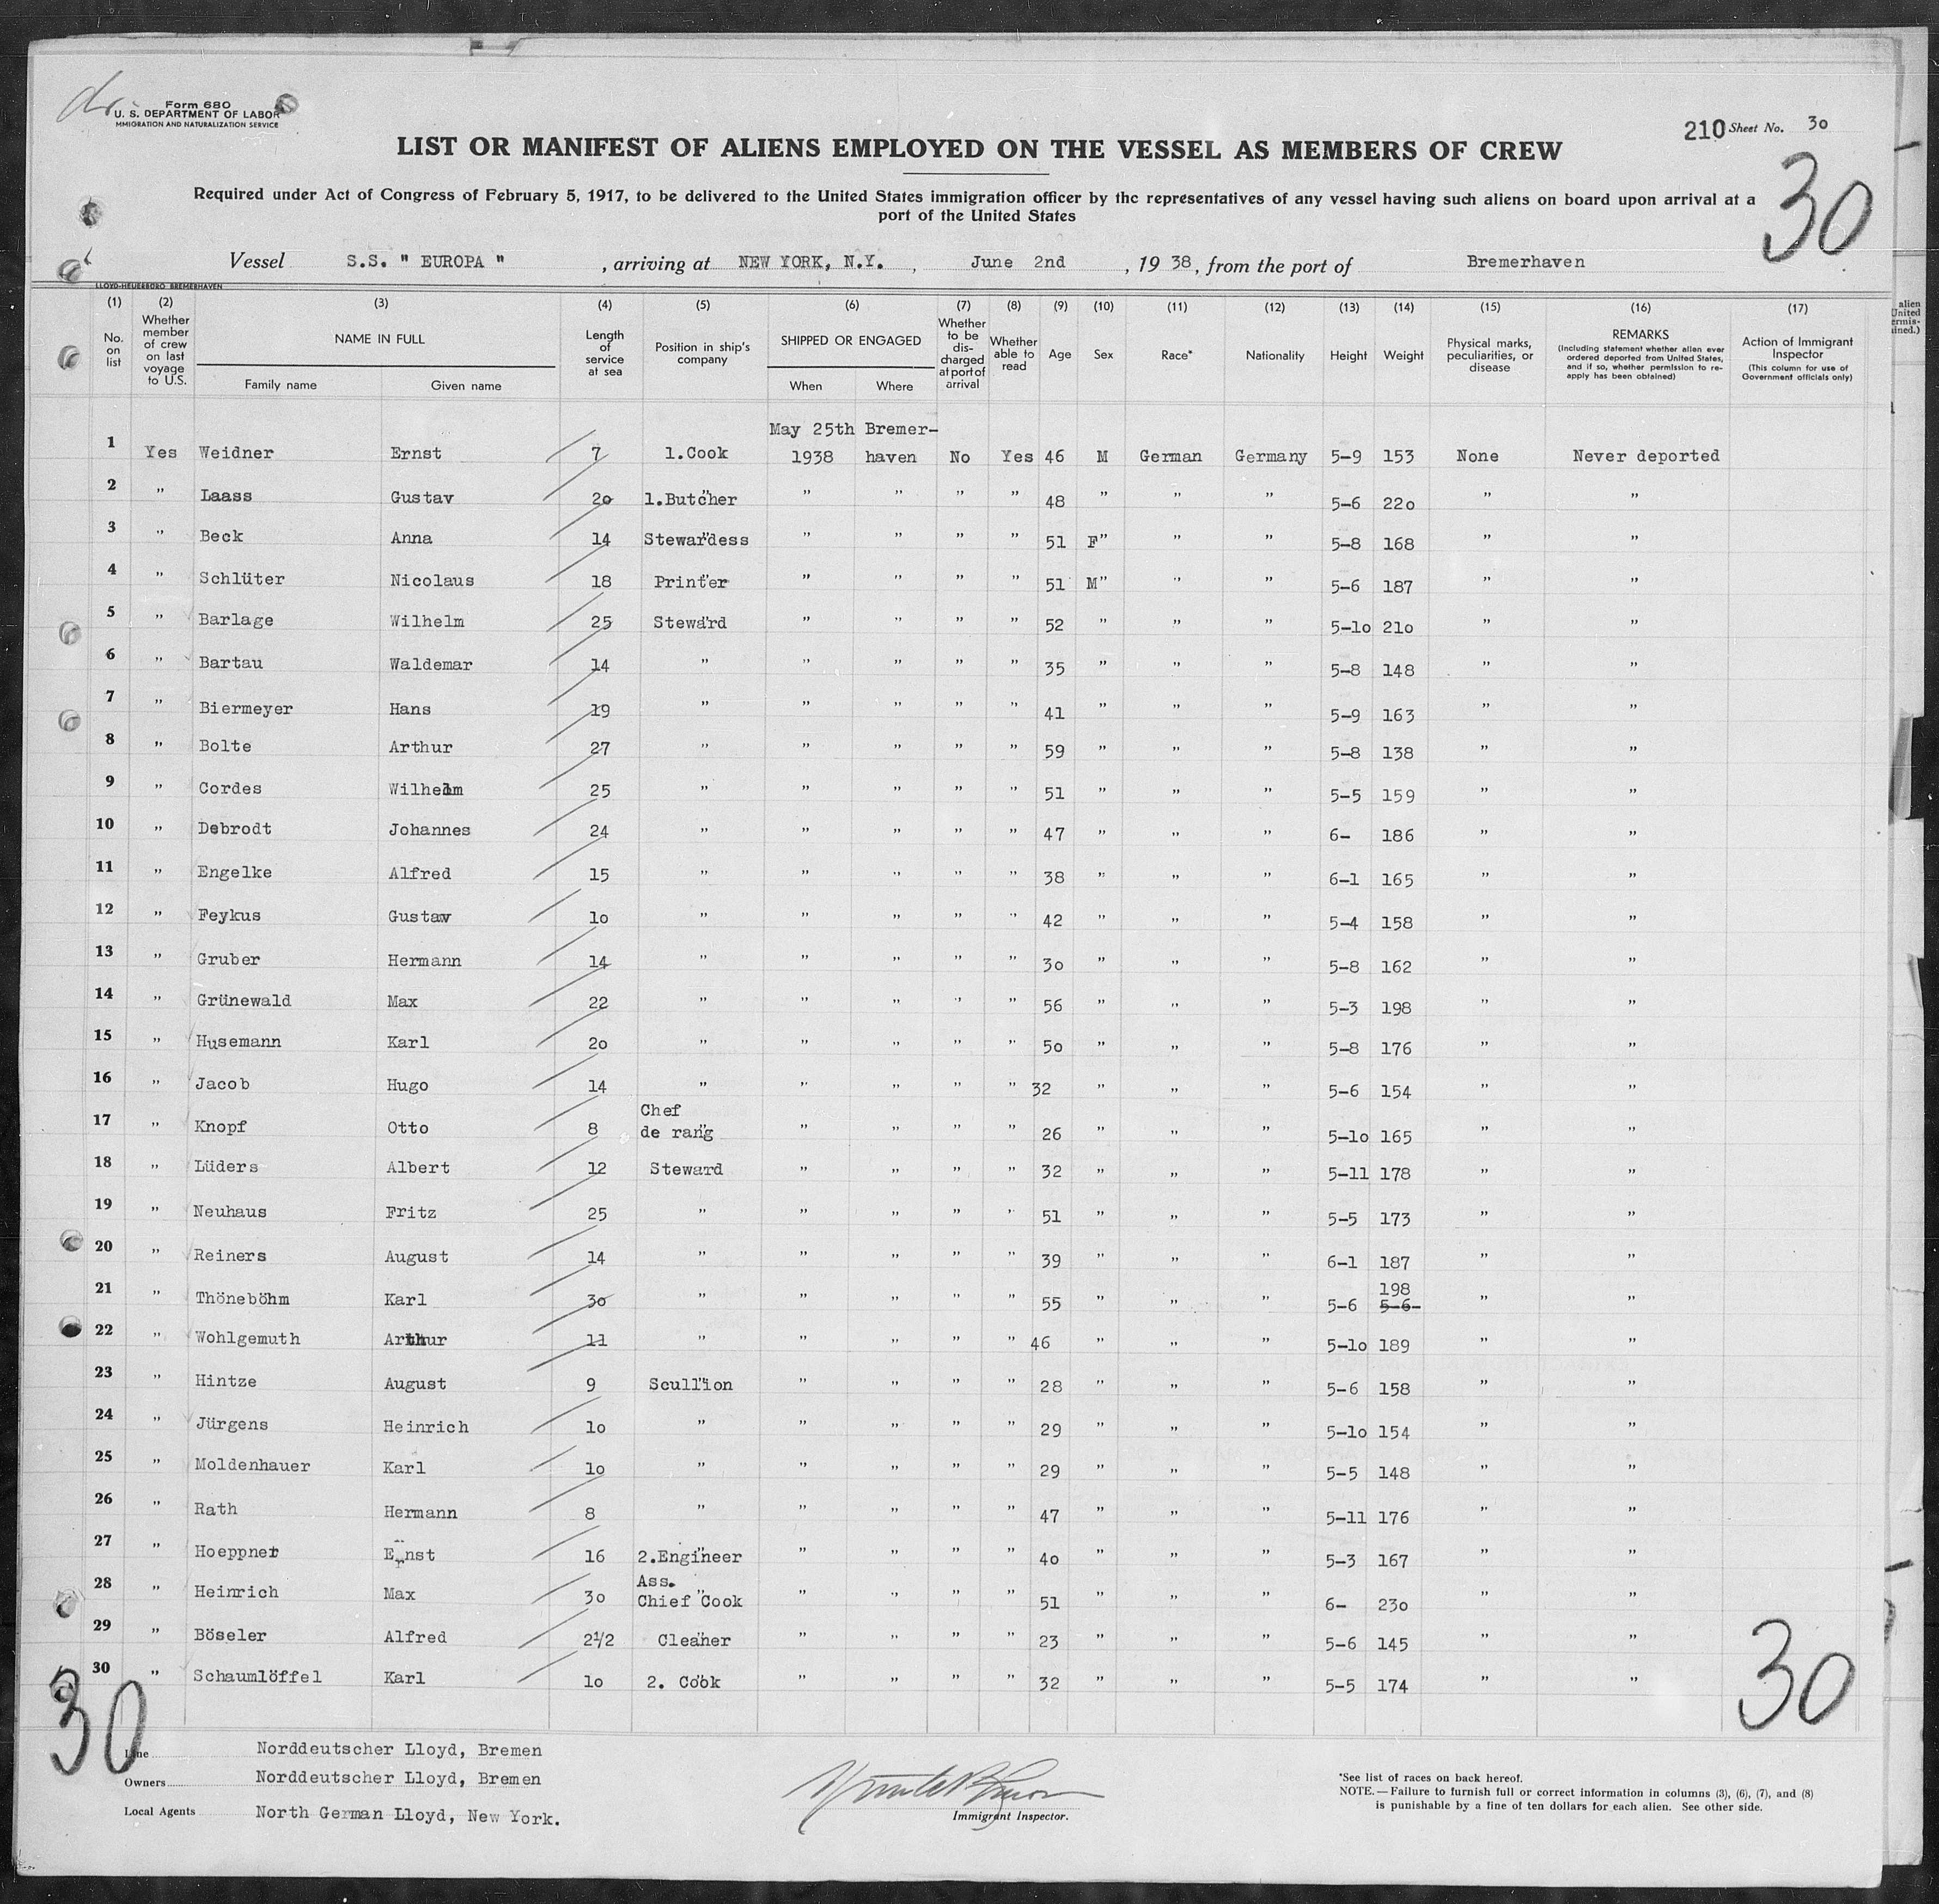 Form 680
U. S. DEPARTMENT OF LABOR
MMIGRATION AND NATURALIZATION SERVICE
210 Sheet No. 30
30
LIST OR MANIFEST OF ALIENS EMPLOYED ON THE VESSEL AS MEMBERS OF CREW
Required under Act of Congress of February 5, 1917, to be delivered to the United States immigration officer by the representatives of any vessel having such aliens on board upon arrival at a
port of the United States
Vessel S.S. " EUROPA " , arriving at NEW YORK, N.Y. , June 2nd , 19 38, from the port of Bremerhaven
LLOYD-HEUERBÜRO BREMERHAVEN
(1) (2) (3) (4) (5) (6) (7) (8) (9) (10) (11) (12) (13) (14) (15) (16) (17)
No. on list Whether member of crew on last voyage to U.S. NAME IN FULL Family name Given name Length of service at sea Position in ship's company SHIPPED OR ENGAGED When Where Whether to be discharged at port of arrival Whether able to read Age Sex Race* Nationality Height Weight Physical marks, peculiarities, or disease REMARKS (Including statement whether alien ever ordered deported from United States, and if so, whether permission to re-apply has been obtained) Action of Immigrant Inspector (This column for use of Government officials only)
1 Yes Weidner Ernst 7 1.Cook May 25th 1938 Bremer-haven No Yes 46 M German Germany 5-9 153 None Never deported
2 " Laass Gustav 20 1.Butcher " " " " 48 " " " 5-6 220 " "
3 " Beck Anna 14 Stewardess " " " " 51 F" " " 5-8 168 " "
4 " Schlüter Nicolaus 18 Printer " " " " 51 M" " " 5-6 187 " "
5 " Barlage Wilhelm 25 Steward " " " " 52 " " " 5-10 210 " "
6 " Bartau Waldemar 14 " " " " " 35 " " " 5-8 148 " "
7 " Biermeyer Hans 19 " " " " " 41 " " " 5-9 163 " "
8 " Bolte Arthur 27 " " " " " 59 " " " 5-8 138 " "
9 " Cordes Wilhelm 25 " " " " " 51 " " " 5-5 159 " "
10 " Debrodt Johannes 24 " " " " " 47 " " " 6- 186 " "
11 " Engelke Alfred 15 " " " " " 38 " " " 6-1 165 " "
12 " Feykus Gustav 10 " " " " " 42 " " " 5-4 158 " "
13 " Gruber Hermann 14 " " " " " 30 " " " 5-8 162 " "
14 " Grünewald Max 22 " " " " " 56 " " " 5-3 198 " "
15 " Husemann Karl 20 " " " " " 50 " " " 5-8 176 " "
16 " Jacob Hugo 14 " " " " " 32 " " " 5-6 154 " "
17 " Knopf Otto 8 Chef de rang " " " " 26 " " " 5-10 165 " "
18 " Lüders Albert 12 Steward " " " " 32 " " " 5-11 178 " "
19 " Neuhaus Fritz 25 " " " " " 51 " " " 5-5 173 " "
20 " Reiners August 14 " " " " " 39 " " " 6-1 187 " "
21 " Thöneböhm Karl 30 " " " " " 55 " " " 5-6 198 5-6- " "
22 " Wohlgemuth Arthur 11 " " " " " 46 " " " 5-10 189 " "
23 " Hintze August 9 Scullion " " " " 28 " " " 5-6 158 " "
24 " Jürgens Heinrich 10 " " " " " 29 " " " 5-10 154 " "
25 " Moldenhauer Karl 10 " " " " " 29 " " " 5-5 148 " "
26 " Rath Hermann 8 " " " " " 47 " " " 5-11 176 " "
27 " Hoeppner Ernst 16 2.Engineer " " " " 40 " " " 5-3 167 " "
28 " Heinrich Max 30 Ass. Chief Cook " " " " 51 " " " 6- 230 " "
29 " Böseler Alfred 2½ Cleaner " " " " 23 " " " 5-6 145 " "
30 " Schaumlöffel Karl 10 2. Cook " " " " 32 " " " 5-5 174 " "
30
30
Line Norddeutscher Lloyd, Bremen
Owners Norddeutscher Lloyd, Bremen
Local Agents North German Lloyd, New York.
Immigrant Inspector.
*See list of races on back hereof.
NOTE.—Failure to furnish full or correct information in columns (3), (6), (7), and (8)
is punishable by a fine of ten dollars for each alien. See other side.